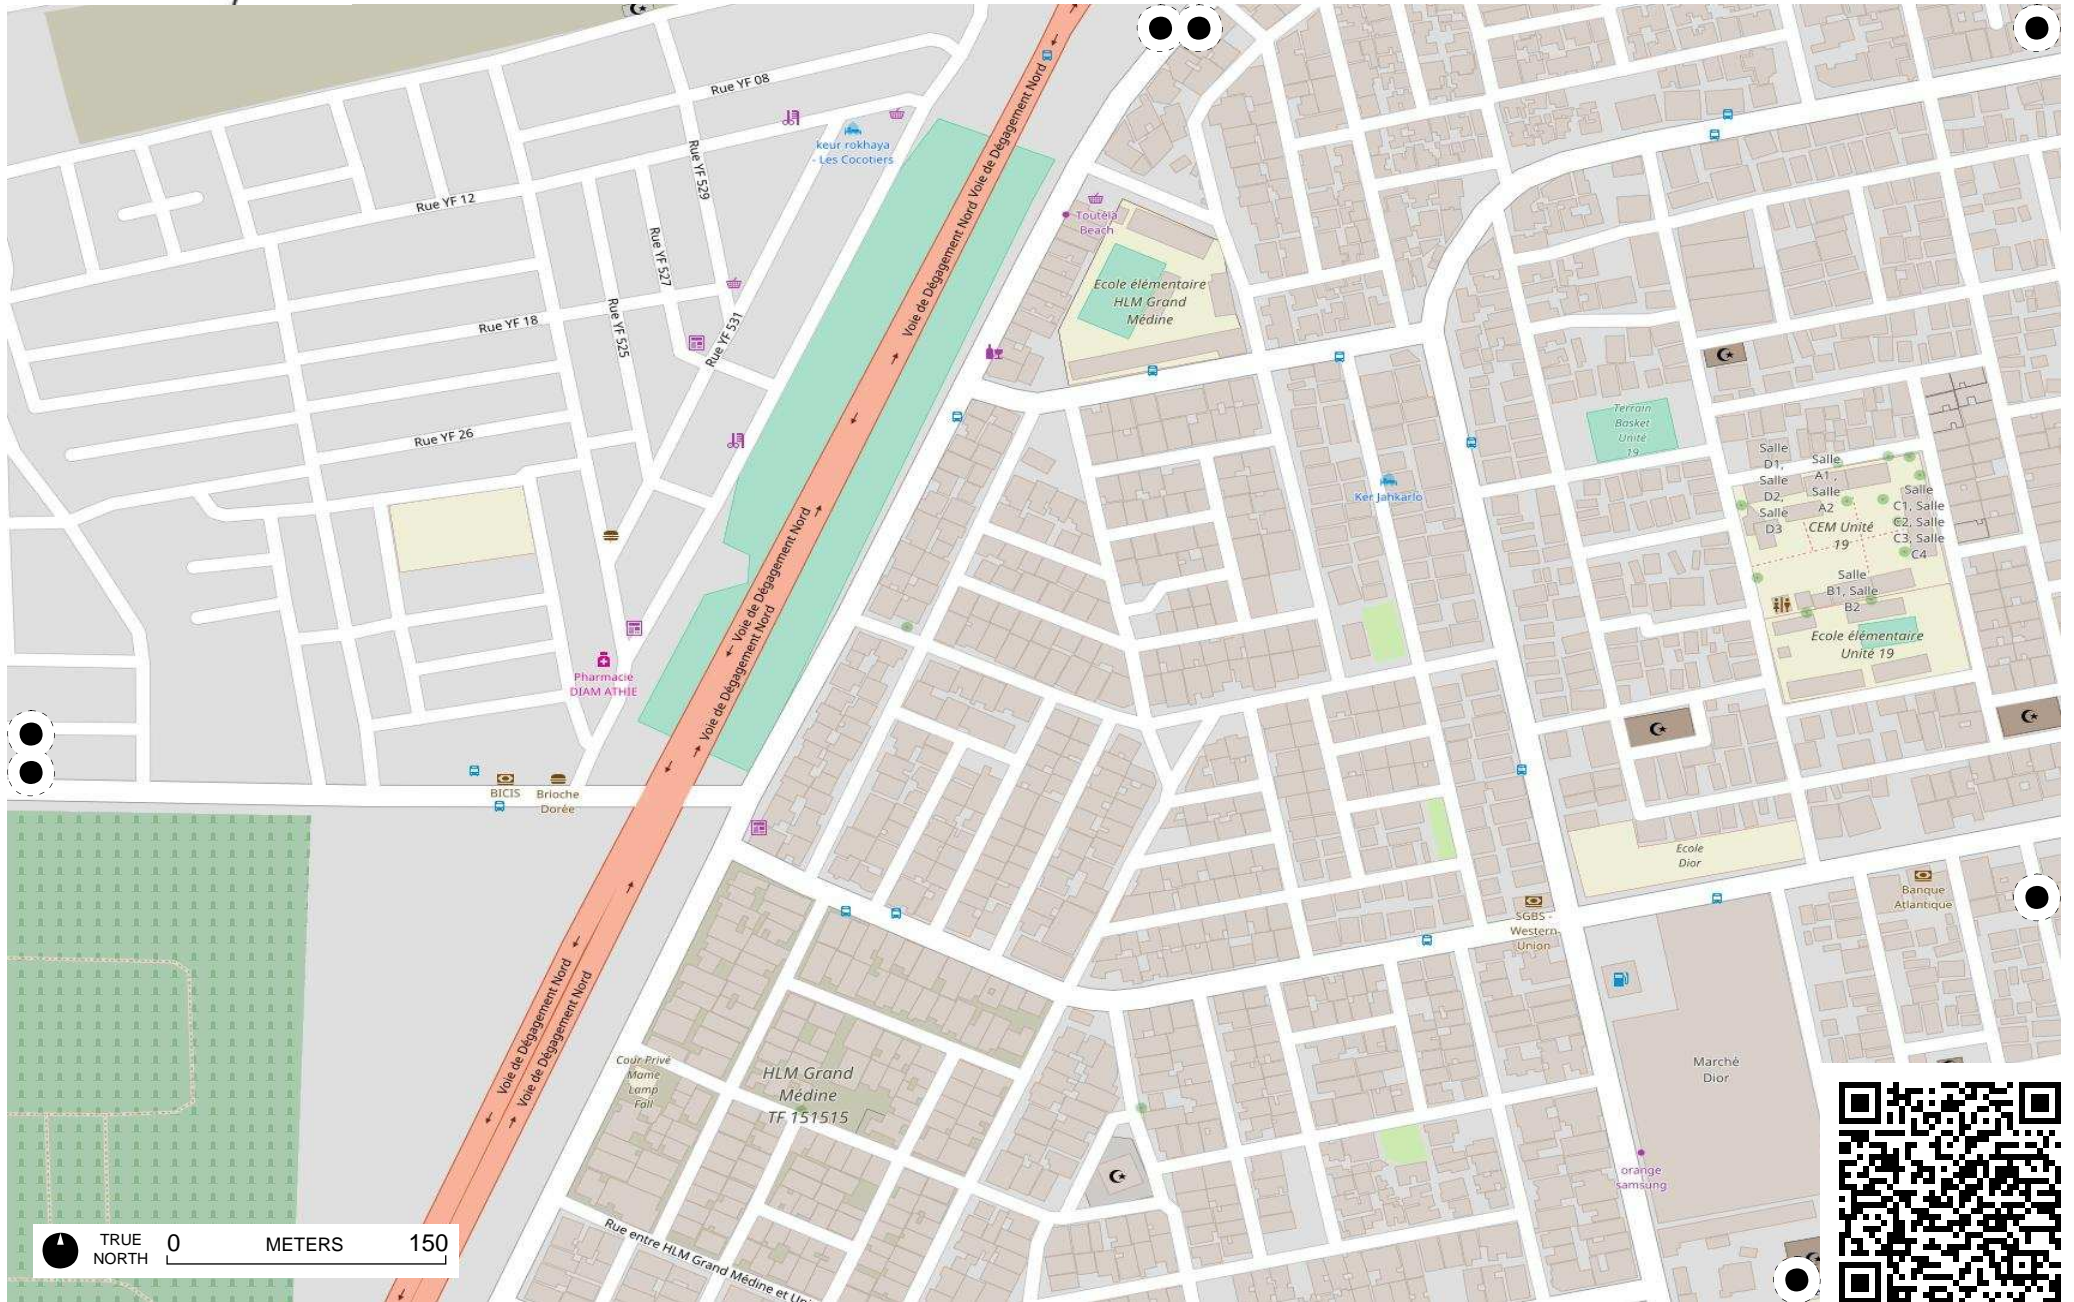 Rue YF 08
Voie de Dégagement Nord
keur rokhaya
- Les Cocotiers
Rue YF 529
Rue YF 12
Voie de Dégagement Nord
Toutela
Beach
Rue YF 527
Ecole élémentaire
HLM Grand
Médine
Rue YF 18
Rue YF 525
Rue YF 531
Terrain
Basket
Unité
19
Rue YF 26
Salle
D1,
Salle
D2,
Salle
D3
Salle
A1,
Salle
A2
Salle
C1, Salle
C2, Salle
C3, Salle
C4
Ker Jahkarlo
CEM Unité
19
Voie de Dégagement Nord
Voie de Dégagement Nord
Salle
B1, Salle
B2
Ecole élémentaire
Unité 19
Pharmacie
DIAM ATHIE
BICIS
Brioche
Dorée
Ecole
Dior
Banque
Atlantique
SGBS -
Western
Union
Voie de Dégagement Nord
Voie de Dégagement Nord
Cour Privé
Mame
Lamp
Fall
HLM Grand
Médine
TF 151515
Marché
Dior
orange
samsung
Rue entre HLM Grand Médine et Uni
TRUE
NORTH
0 METERS 150